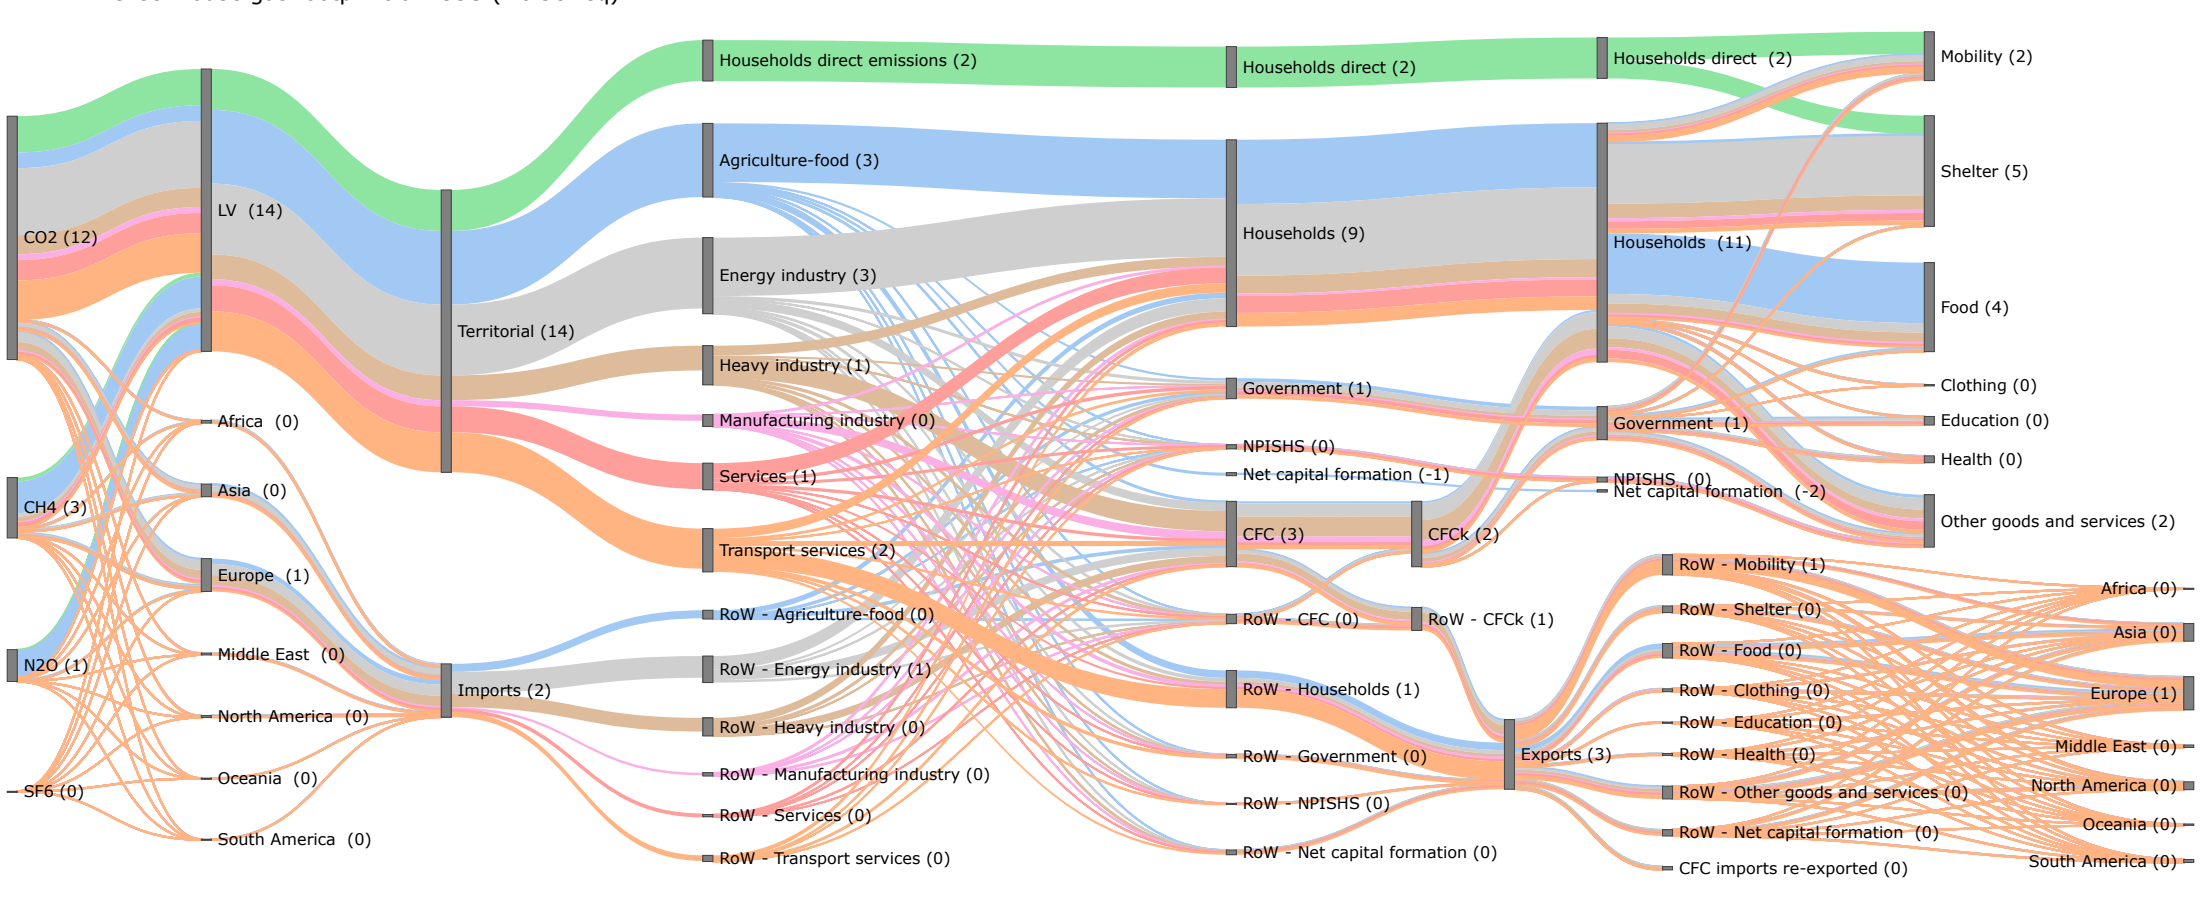 CO2 (12)
CH4 (3)
N2O (1)
SF6 (0)
LV (14)
Africa (0)
Asia (0)
Europe (1)
Middle East (0)
North America (0)
Oceania (0)
South America (0)
Territorial (14)
Imports (2)
Households direct emissions (2)
Agriculture-food (3)
Energy industry (3)
Heavy industry (1)
Manufacturing industry (0)
Services (1)
Transport services (2)
RoW - Agriculture-food (0)
RoW - Energy industry (1)
RoW - Heavy industry (0)
RoW - Manufacturing industry (0)
RoW - Services (0)
RoW - Transport services (0)
Households direct (2)
Households (9)
Government (1)
NPISHS (0)
Net capital formation (-1)
CFC (3)
RoW - CFC (0)
RoW - Households (1)
RoW - Government (0)
RoW - NPISHS (0)
RoW - Net capital formation (0)
CFCk (2)
RoW - CFCk (1)
Exports (3)
Households direct (2)
Households (11)
Government (1)
NPISHS (0)
Net capital formation (-2)
RoW - Mobility (1)
RoW - Shelter (0)
RoW - Food (0)
RoW - Clothing (0)
RoW - Education (0)
RoW - Health (0)
RoW - Other goods and services (0)
RoW - Net capital formation (0)
CFC imports re-exported (0)
Mobility (2)
Shelter (5)
Food (4)
Clothing (0)
Education (0)
Health (0)
Other goods and services (2)
Africa (0)
Asia (0)
Europe (1)
Middle East (0)
North America (0)
Oceania (0)
South America (0)